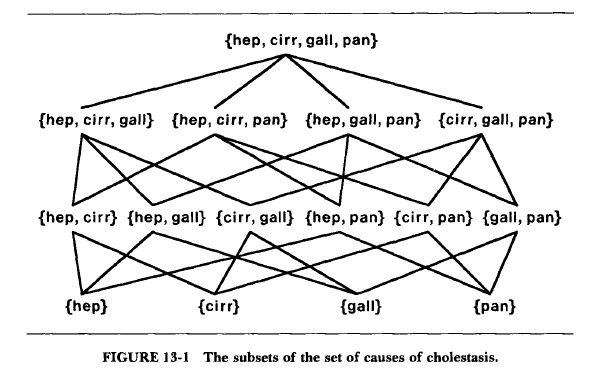 {hep, cirr, gall, pan}
{hep, cirr, gall} {hep, cirr, pan} {hep, gall, pan} {cirr, gall, pan}
{hep, cirr} {hep, gall} {cirr, gall} {hep, pan} {cirr, pan} {gall, pan}
{hep} {cirr} {gall} {pan}
FIGURE 13-1 The subsets of the set of causes of cholestasis.